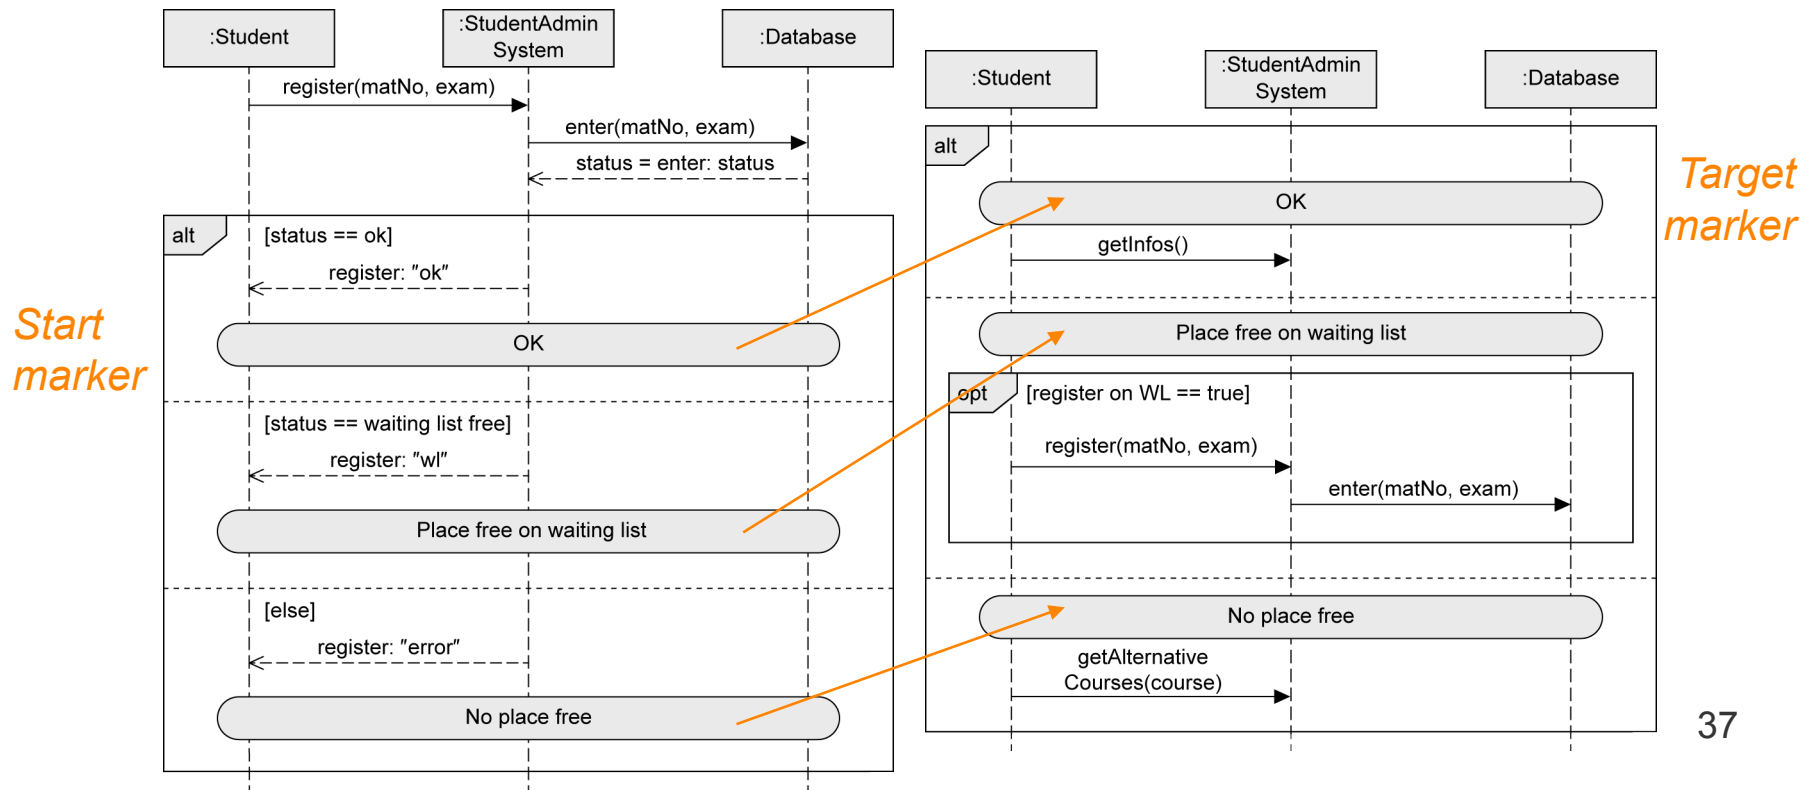 :Student
:StudentAdmin
System
:Database
register(matNo, exam)
enter(matNo, exam)
status = enter: status
alt
[status == ok]
register: "ok"
Start
marker
OK
[status == waiting list free]
register: "wl"
Place free on waiting list
[else]
register: "error"
No place free
:Student
:StudentAdmin
System
:Database
alt
Target
marker
OK
getInfos()
Place free on waiting list
opt
[register on WL == true]
register(matNo, exam)
enter(matNo, exam)
No place free
getAlternative
Courses(course)
37